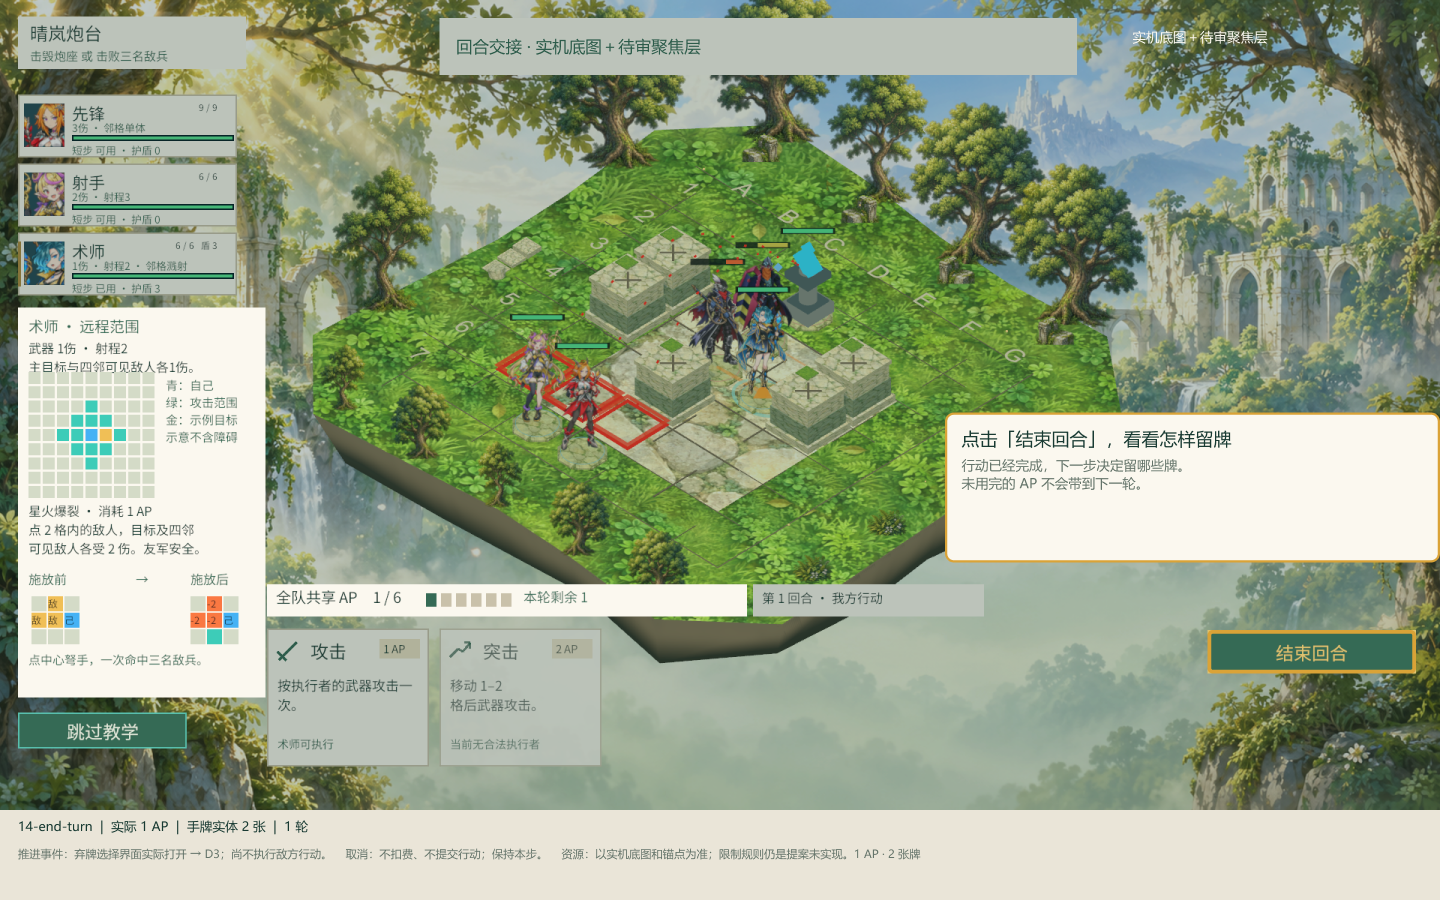 晴岚炮台
击毁炮座 或 击败三名敌兵
回合交接 · 实机底图 + 待审聚焦层
实机底图 + 待审聚焦层
先锋
9 / 9
3伤 · 邻格单体
短步 可用 · 护盾 0
射手
6 / 6
2伤 · 射程3
短步 可用 · 护盾 0
术师
6 / 6 盾 3
1伤 · 射程2 · 邻格溅射
短步 已用 · 护盾 3
术师 · 远程范围
武器 1伤 · 射程2
主目标与四邻可见敌人各1伤。
青：自己
绿：攻击范围
金：示例目标
示意不含障碍
星火爆裂 · 消耗 1 AP
点 2 格内的敌人，目标及四邻
可见敌人各受 2 伤。友军安全。
施放前 → 施放后
敌 -2
敌 敌 己 -2 -2 己
点中心弩手，一次命中三名敌兵。
跳过教学
1 A B C D E F G
2 3 4 5 6
点击「结束回合」，看看怎样留牌
行动已经完成，下一步决定留哪些牌。
未用完的 AP 不会带到下一轮。
全队共享 AP 1 / 6 本轮剩余 1
第 1 回合 · 我方行动
攻击
1 AP
按执行者的武器攻击一
次。
术师可执行
突击
2 AP
移动 1–2
格后武器攻击。
当前无合法执行者
结束回合
14-end-turn | 实际 1 AP | 手牌实体 2 张 | 1 轮
推进事件：弃牌选择界面实际打开 → D3；尚不执行敌方行动。 取消：不扣费、不提交行动；保持本步。 资源：以实机底图和锚点为准；限制规则仍是提案未实现。1 AP · 2 张牌